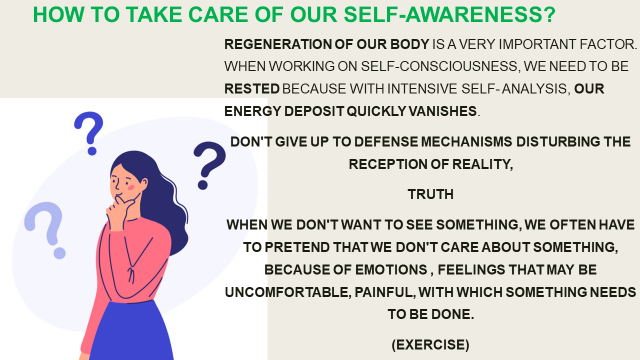 HOW TO TAKE CARE OF OUR SELF-AWARENESS?
REGENERATION OF OUR BODY IS A VERY IMPORTANT FACTOR.
WHEN WORKING ON SELF-CONSCIOUSNESS, WE NEED TO BE
RESTED BECAUSE WITH INTENSIVE SELF- ANALYSIS, OUR
ENERGY DEPOSIT QUICKLY VANISHES.
DON'T GIVE UP TO DEFENSE MECHANISMS DISTURBING THE
RECEPTION OF REALITY,
TRUTH
WHEN WE DON'T WANT TO SEE SOMETHING, WE OFTEN HAVE
TO PRETEND THAT WE DON'T CARE ABOUT SOMETHING,
BECAUSE OF EMOTIONS , FEELINGS THAT MAY BE
UNCOMFORTABLE, PAINFUL, WITH WHICH SOMETHING NEEDS
TO BE DONE.
(EXERCISE)